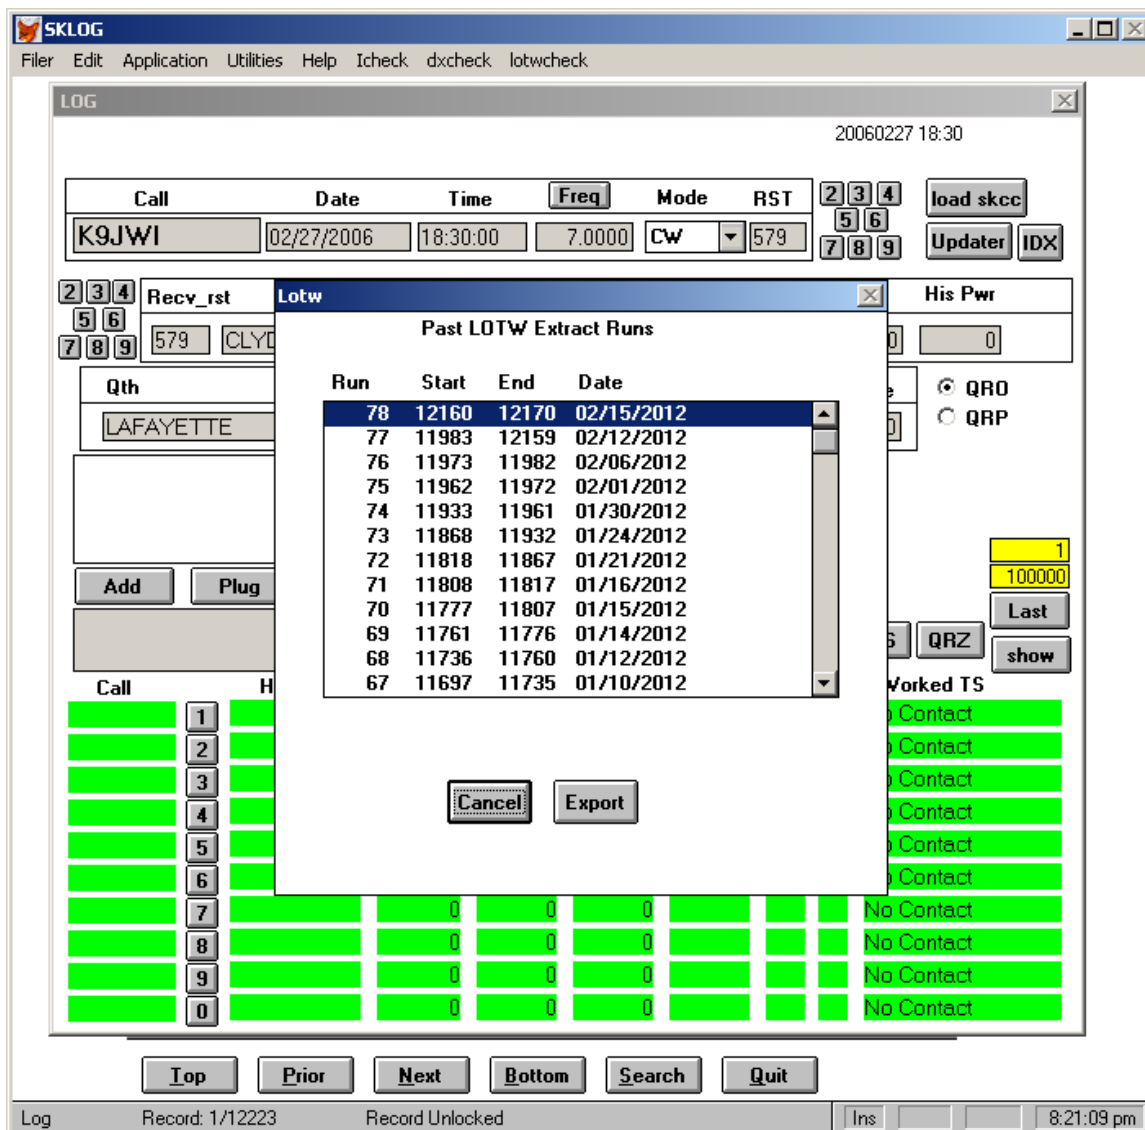 SKLOG
Filer Edit Application Utilities Help Icheck dxcheck lotwcheck
LOG
20060227 18:30
Call Date Time Freq Mode RST 2 3 4 load skcc
5 6
K9JWI 02/27/2006 18:30:00 7.0000 CW 579 7 8 9 Updater IDX
2 3 4 Recv_rst Lotw His Pwr
5 6
7 8 9 579 CLYD 0 0
Past LOTW Extract Runs
Qth Run Start End Date QRO
LAFAYETTE QRP
78 12160 12170 02/15/2012
77 11983 12159 02/12/2012
76 11973 11982 02/06/2012
75 11962 11972 02/01/2012
74 11933 11961 01/30/2012
73 11868 11932 01/24/2012
72 11818 11867 01/21/2012
71 11808 11817 01/16/2012
70 11777 11807 01/15/2012
69 11761 11776 01/14/2012
68 11736 11760 01/12/2012
67 11697 11735 01/10/2012
1
100000
Add Plug Last
QRZ show
Call H Worked TS
1 Contact
2 Contact
3 Contact
Cancel Export
4 Contact
5 Contact
6 Contact
7 0 0 0 No Contact
8 0 0 0 No Contact
9 0 0 0 No Contact
0 0 0 0 No Contact
Top Prior Next Bottom Search Quit
Log Record: 1/12223 Record Unlocked Ins 8:21:09 pm